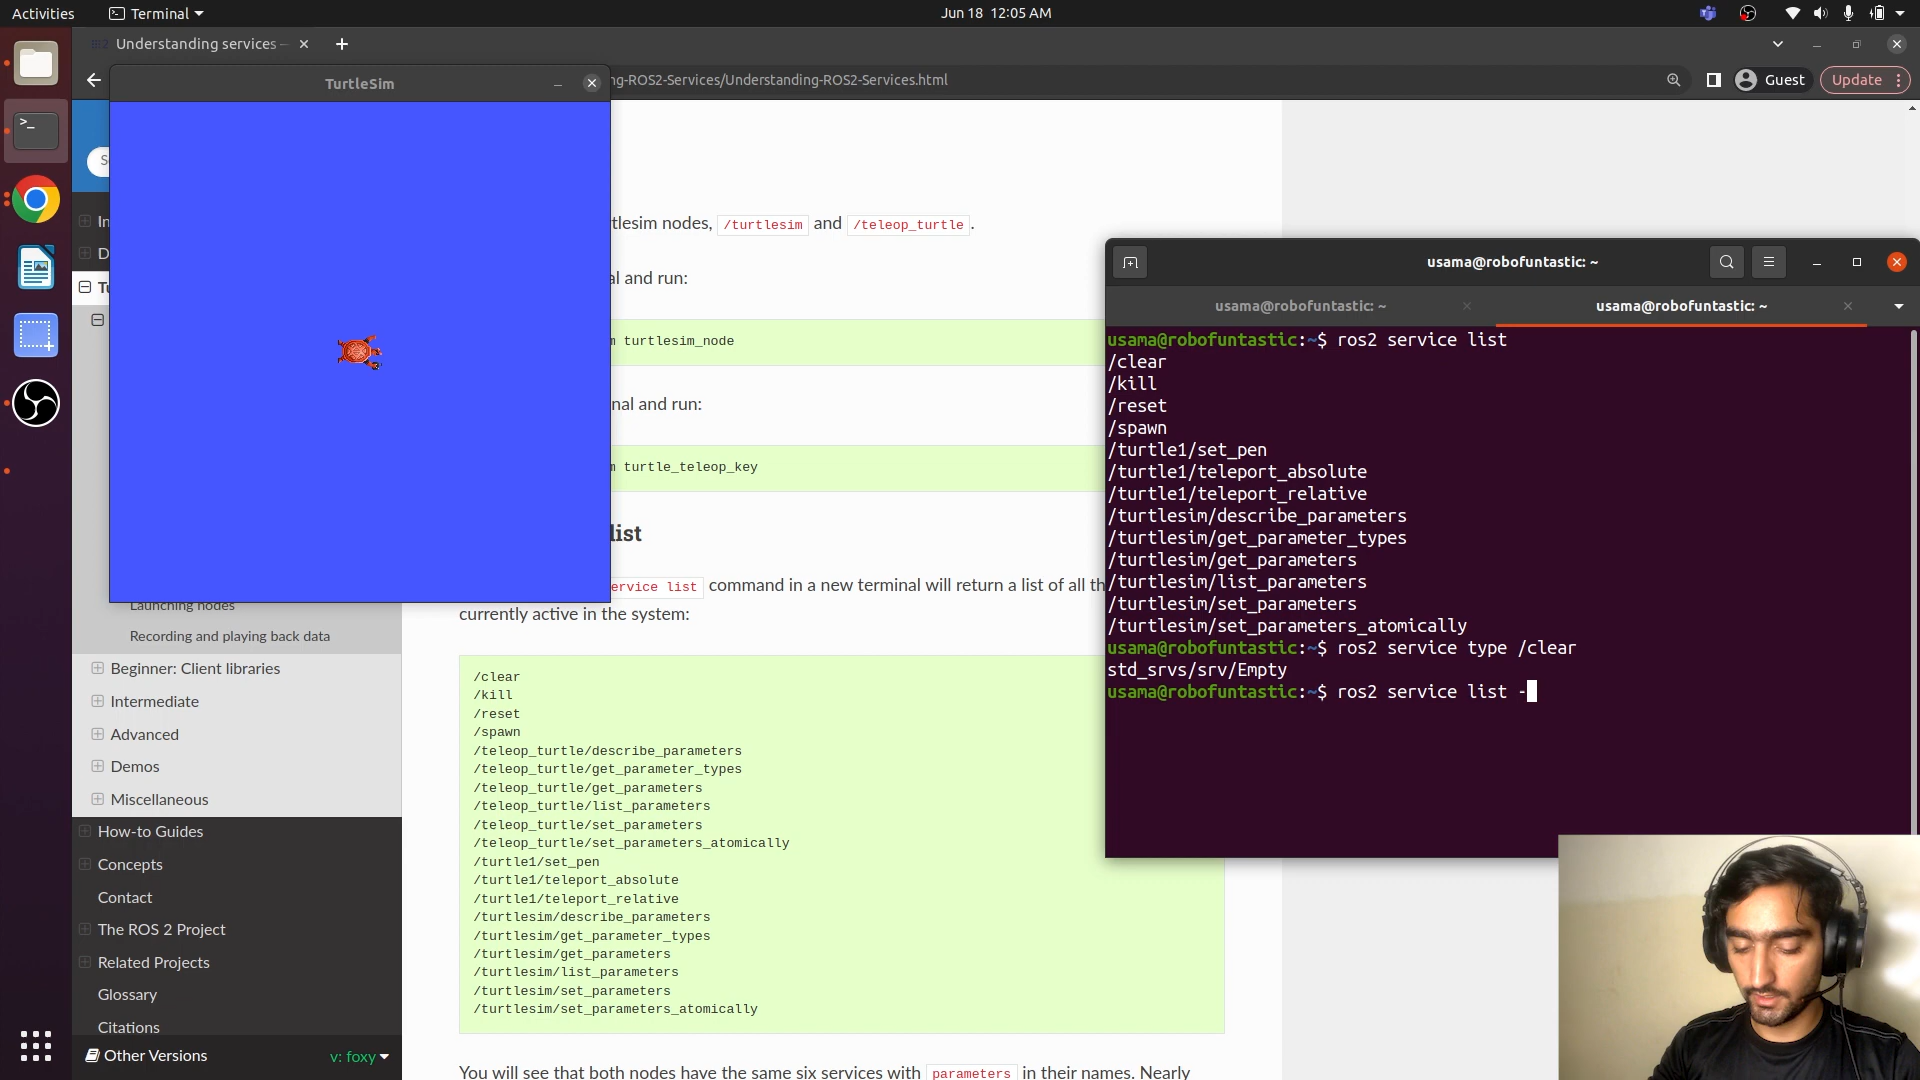 Activities
Terminal
Jun 18 12:05 AM
Understanding services -
ng-ROS2-Services/Understanding-ROS2-Services.html
Guest
Update
TurtleSim
tlesim nodes, /turtlesim and /teleop_turtle.
al and run:
turtlesim_node
nal and run:
turtle_teleop_key
list
ervice list command in a new terminal will return a list of all th
currently active in the system:
/clear
/kill
/reset
/spawn
/teleop_turtle/describe_parameters
/teleop_turtle/get_parameter_types
/teleop_turtle/get_parameters
/teleop_turtle/list_parameters
/teleop_turtle/set_parameters
/teleop_turtle/set_parameters_atomically
/turtle1/set_pen
/turtle1/teleport_absolute
/turtle1/teleport_relative
/turtlesim/describe_parameters
/turtlesim/get_parameter_types
/turtlesim/get_parameters
/turtlesim/list_parameters
/turtlesim/set_parameters
/turtlesim/set_parameters_atomically
You will see that both nodes have the same six services with parameters in their names. Nearly
Launching nodes
Recording and playing back data
Beginner: Client libraries
Intermediate
Advanced
Demos
Miscellaneous
How-to Guides
Concepts
Contact
The ROS 2 Project
Related Projects
Glossary
Citations
Other Versions
v: foxy
usama@robofuntastic: ~
usama@robofuntastic: ~
usama@robofuntastic: ~
usama@robofuntastic:~$ ros2 service list
/clear
/kill
/reset
/spawn
/turtle1/set_pen
/turtle1/teleport_absolute
/turtle1/teleport_relative
/turtlesim/describe_parameters
/turtlesim/get_parameter_types
/turtlesim/get_parameters
/turtlesim/list_parameters
/turtlesim/set_parameters
/turtlesim/set_parameters_atomically
usama@robofuntastic:~$ ros2 service type /clear
std_srvs/srv/Empty
usama@robofuntastic:~$ ros2 service list -